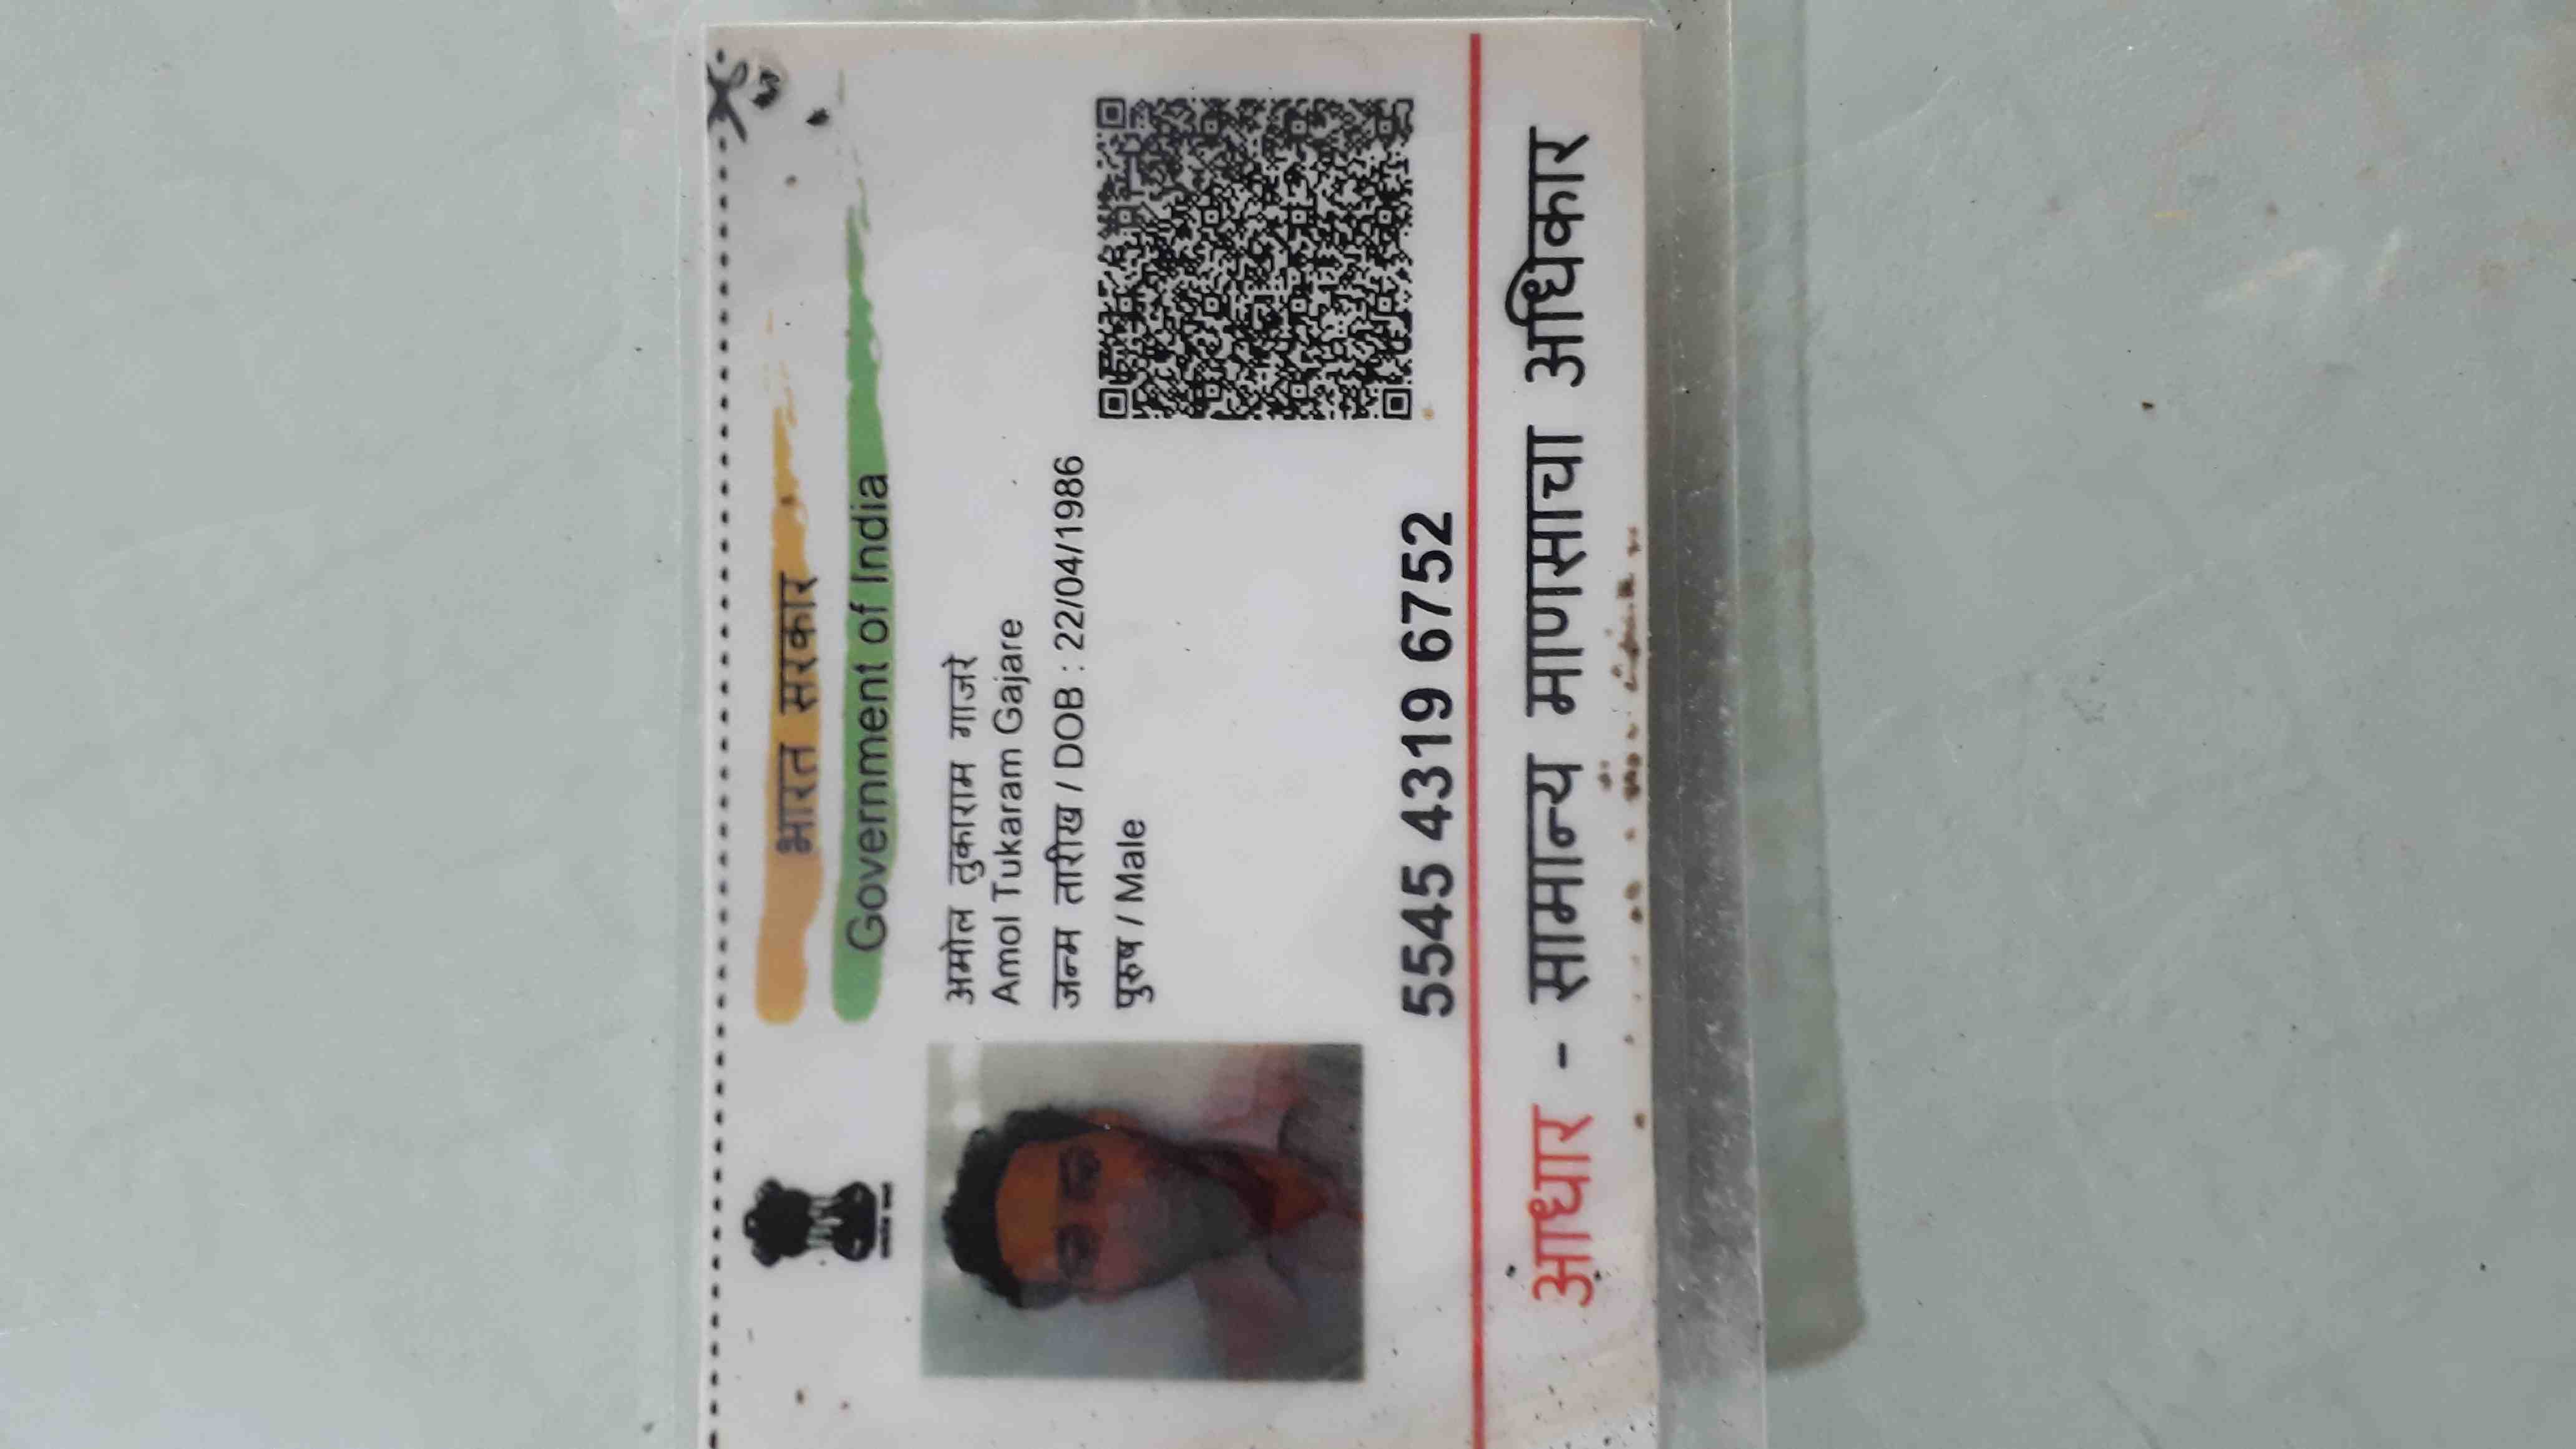 भारत सरकार
Government of India
अमोल तुकाराम गाजरे
Amol Tukaram Gajare
जन्म तारीख / DOB : 22/04/1986
पुरुष / Male
5545 4319 6752
आधार - सामान्य माणसाचा अधिकार